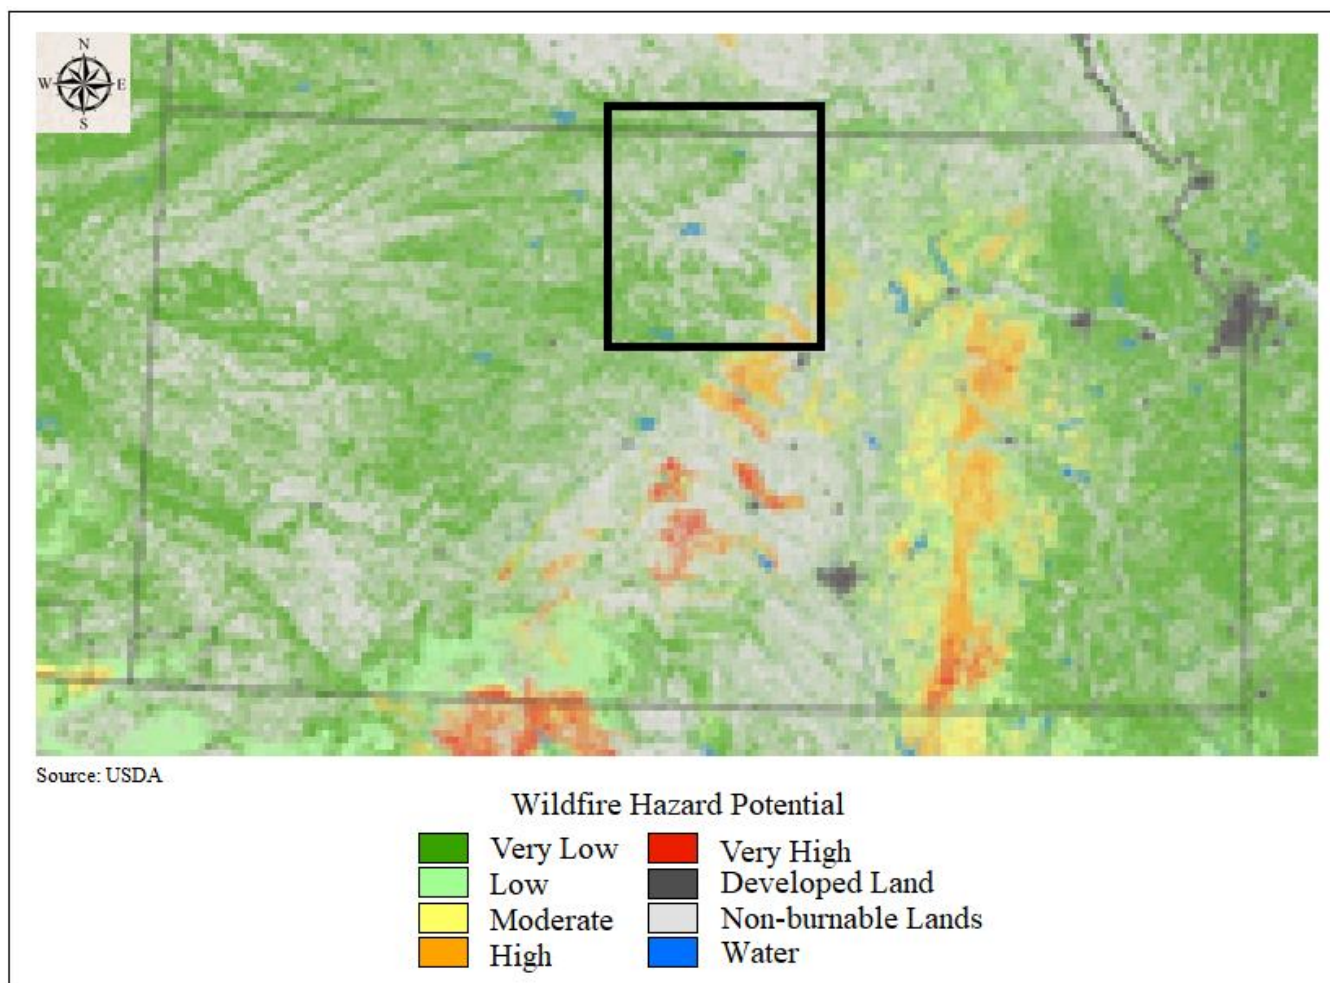 N
W E
S
Source: USDA
Wildfire Hazard Potential
Very Low
Low
Moderate
High
Very High
Developed Land
Non-burnable Lands
Water